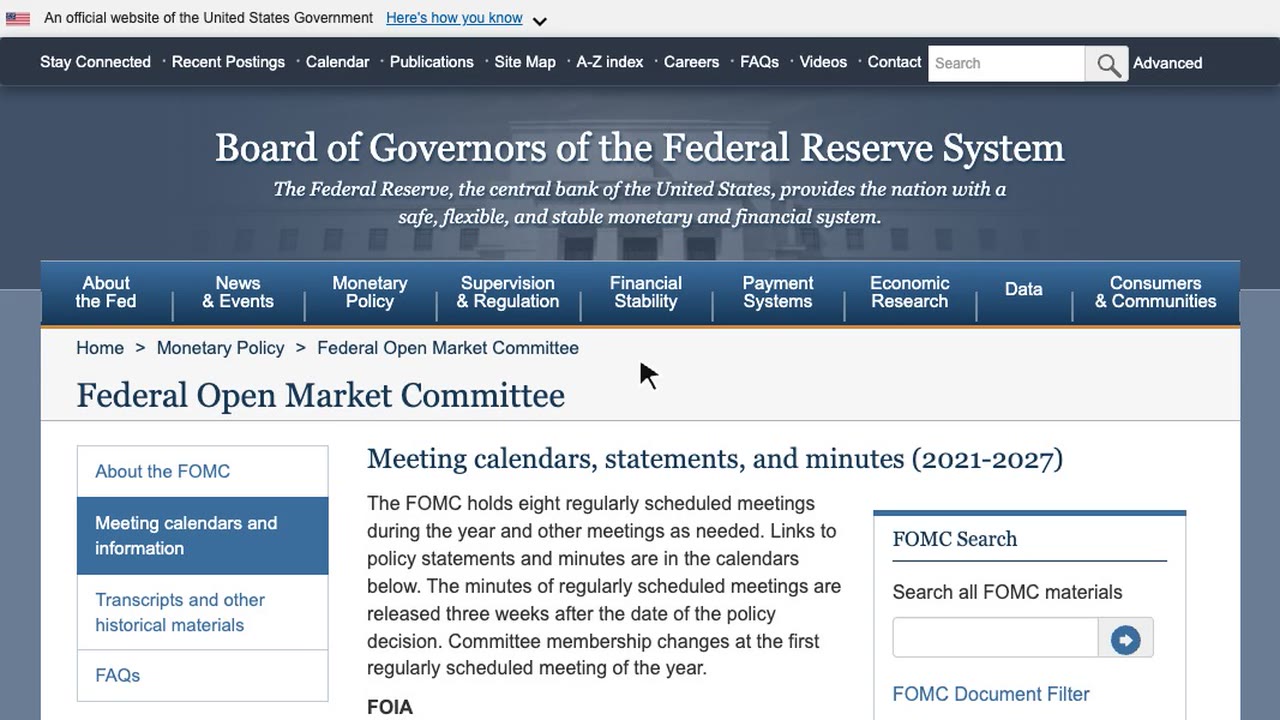 An official website of the United States Government Here's how you know
Stay Connected · Recent Postings · Calendar · Publications · Site Map · A-Z index · Careers · FAQs · Videos · Contact Search Advanced
Board of Governors of the Federal Reserve System
The Federal Reserve, the central bank of the United States, provides the nation with a
safe, flexible, and stable monetary and financial system.
About
the Fed
News
& Events
Monetary
Policy
Supervision
& Regulation
Financial
Stability
Payment
Systems
Economic
Research
Data
Consumers
& Communities
Home > Monetary Policy > Federal Open Market Committee
Federal Open Market Committee
About the FOMC
Meeting calendars and
information
Transcripts and other
historical materials
FAQs
Meeting calendars, statements, and minutes (2021-2027)
The FOMC holds eight regularly scheduled meetings
during the year and other meetings as needed. Links to
policy statements and minutes are in the calendars
below. The minutes of regularly scheduled meetings are
released three weeks after the date of the policy
decision. Committee membership changes at the first
regularly scheduled meeting of the year.
FOIA
FOMC Search
Search all FOMC materials
FOMC Document Filter